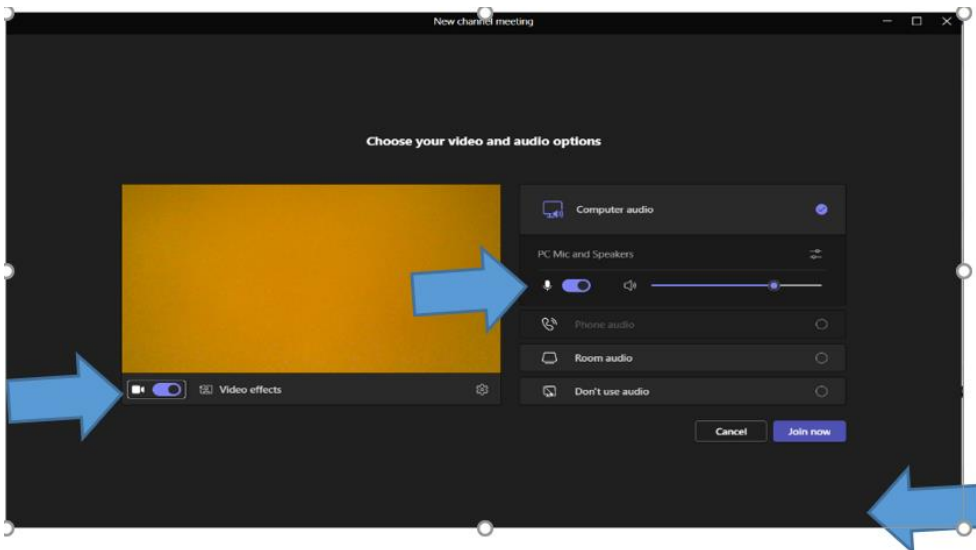 New channel meeting
Choose your video and audio options
Computer audio
PC Mic and Speakers
Phone audio
Room audio
Video effects
Don't use audio
Cancel
Join now